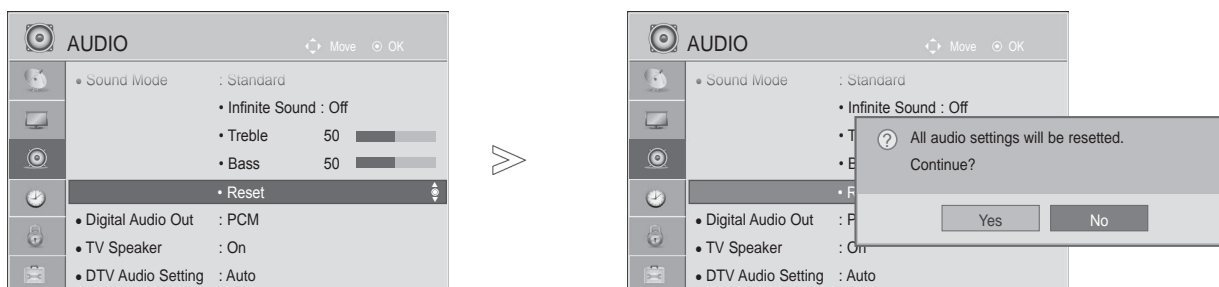 AUDIO
Move OK
• Sound Mode : Standard
• Infinite Sound : Off
• Treble 50
• Bass 50
• Reset
• Digital Audio Out : PCM
• TV Speaker : On
• DTV Audio Setting : Auto
AUDIO
Move OK
• Sound Mode : Standard
• Infinite Sound : Off
• T
• B
• R
• Digital Audio Out : P
• TV Speaker : On
• DTV Audio Setting : Auto
? All audio settings will be resetted.
Continue?
Yes No